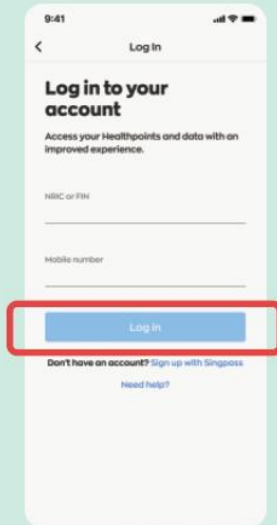 9:41
Log In
Log in to your
account
Access your Healthpoints and data with an
improved experience.
NRIC or FIN
Mobile number
Log in
Don't have an account? Sign up with Singpass
Need help?